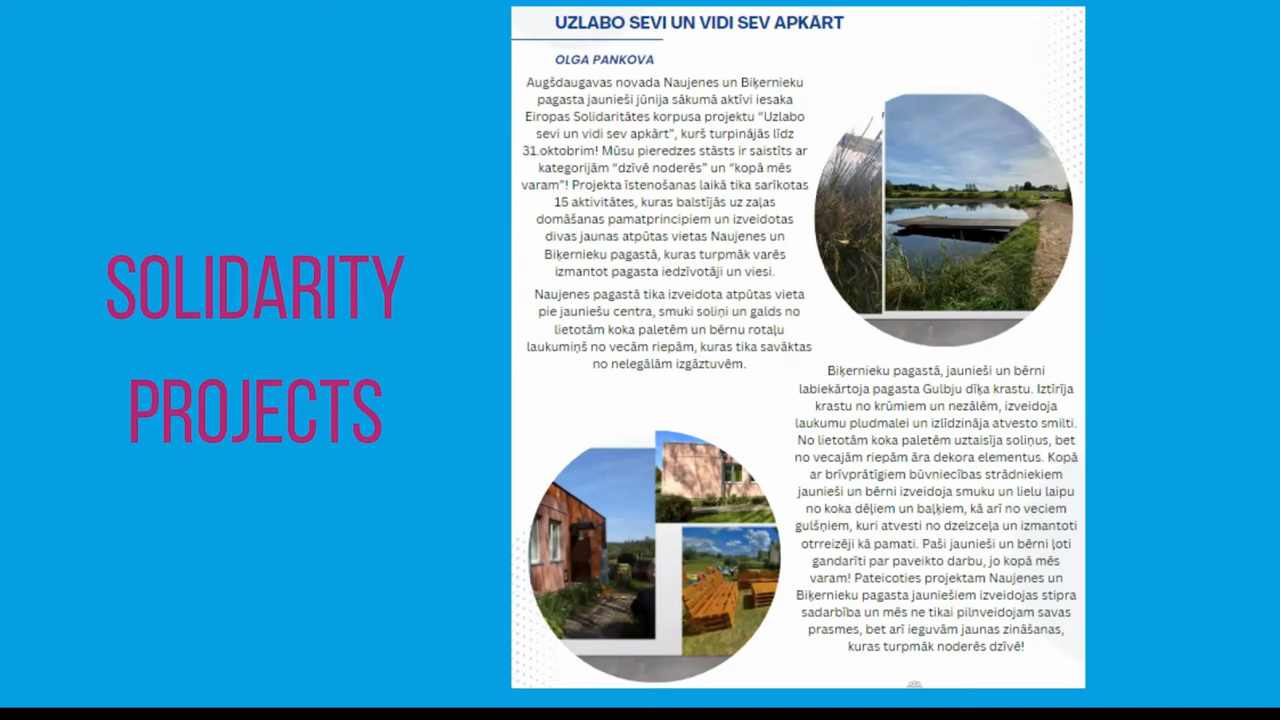 SOLIDARITY
PROJECTS
UZLABO SEVI UN VIDI SEV APKĀRT
OLGA PANKOVA
Augšdaugavas novada Naujenes un Biķernieku
pagasta jaunieši jūnija sākumā aktīvi iesaka
Eiropas Solidaritātes korpusa projektu “Uzlabo
sevi un vidi sev apkārt”, kurš turpinājās līdz
31.oktobrim! Mūsu pieredzes stāsts ir saistīts ar
kategorijām “dzīvē noderēs” un “kopā mēs
varam”! Projekta īstenošanas laikā tika sarīkotas
15 aktivitātes, kuras balstījās uz zaļas
domāšanas pamatprincipiem un izveidotas
divas jaunas atpūtas vietas Naujenes un
Biķernieku pagastā, kuras turpmāk varēs
izmantot pagasta iedzīvotāji un viesi.
Naujenes pagastā tika izveidota atpūtas vieta
pie jauniešu centra, smuki soliņi un galds no
lietotām koka paletēm un bērnu rotaļu
laukumiņš no vecām riepām, kuras tika savāktas
no nelegālām izgāztuvēm.
Biķernieku pagastā, jaunieši un bērni
labiekārtoja pagasta Gulbju dīķa krastu. Iztīrīja
krastu no krūmiem un nezālēm, izveidoja
laukumu pludmalei un izlīdzināja atvesto smilti.
No lietotām koka paletēm uztaisīja soliņus, bet
no vecajām riepām āra dekora elementus. Kopā
ar brīvprātīgiem būvniecības strādniekiem
jaunieši un bērni izveidoja smuku un lielu laipu
no koka dēļiem un baļķiem, kā arī no veciem
gulšņiem, kuri atvesti no dzelzceļa un izmantoti
otrreizēji kā pamati. Paši jaunieši un bērni ļoti
gandarīti par paveikto darbu, jo kopā mēs
varam! Pateicoties projektam Naujenes un
Biķernieku pagasta jauniešiem izveidojas stipra
sadarbība un mēs ne tikai pilnveidojam savas
prasmes, bet arī ieguvām jaunas zināšanas,
kuras turpmāk noderēs dzīvē!